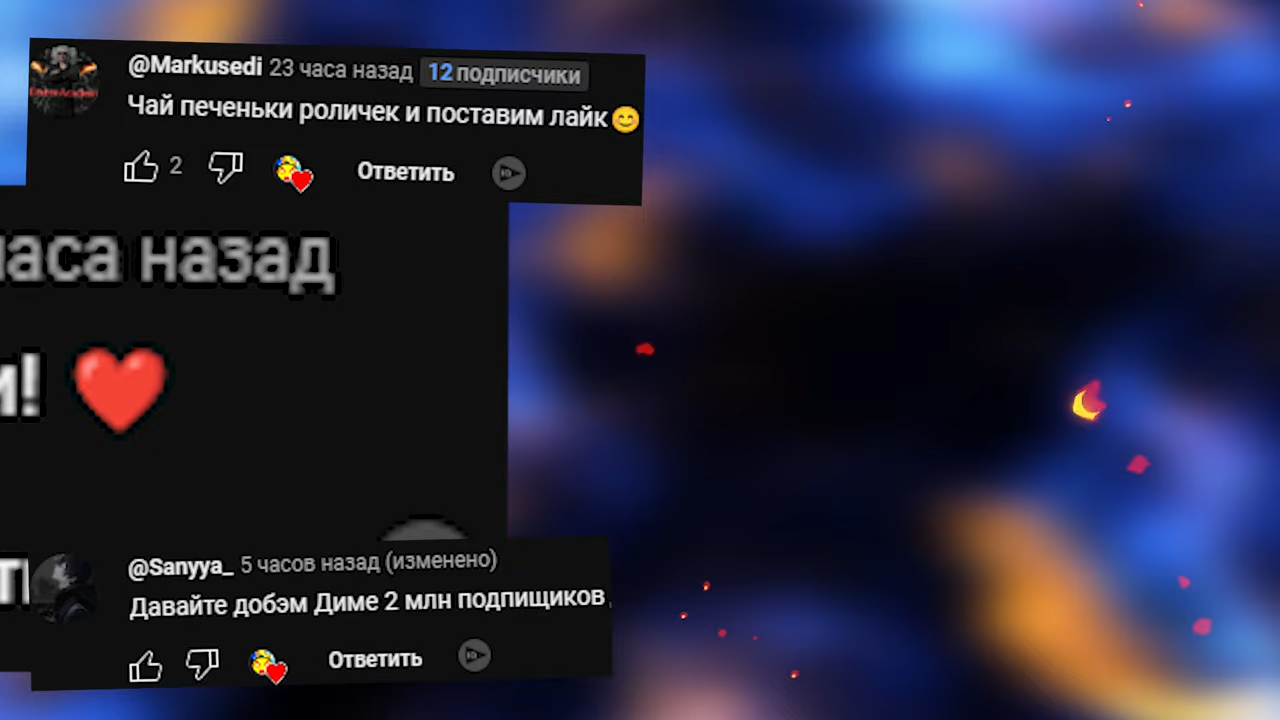 @Markusedi 23 часа назад 12 подписчики
Чай печеньки роличек и поставим лайк😊
2 Ответить
часа назад
и! ❤️
@Sanyya_ 5 часов назад (изменено)
Давайте добэм Диме 2 млн подпищиков
Ответить